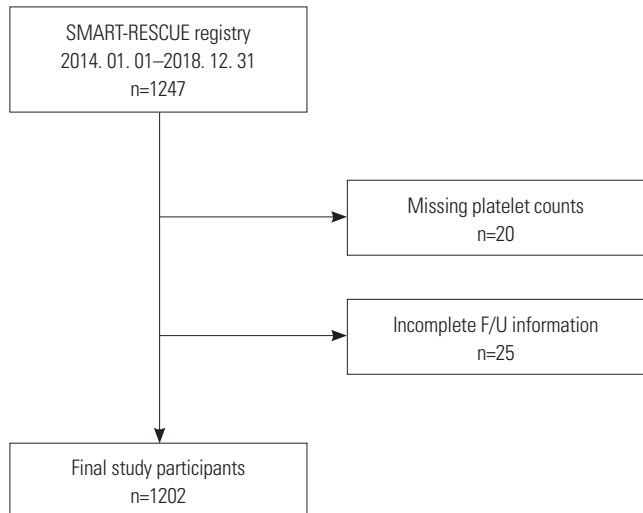 SMART-RESCUE registry
2014. 01. 01–2018. 12. 31
n=1247
Missing platelet counts
n=20
Incomplete F/U information
n=25
Final study participants
n=1202